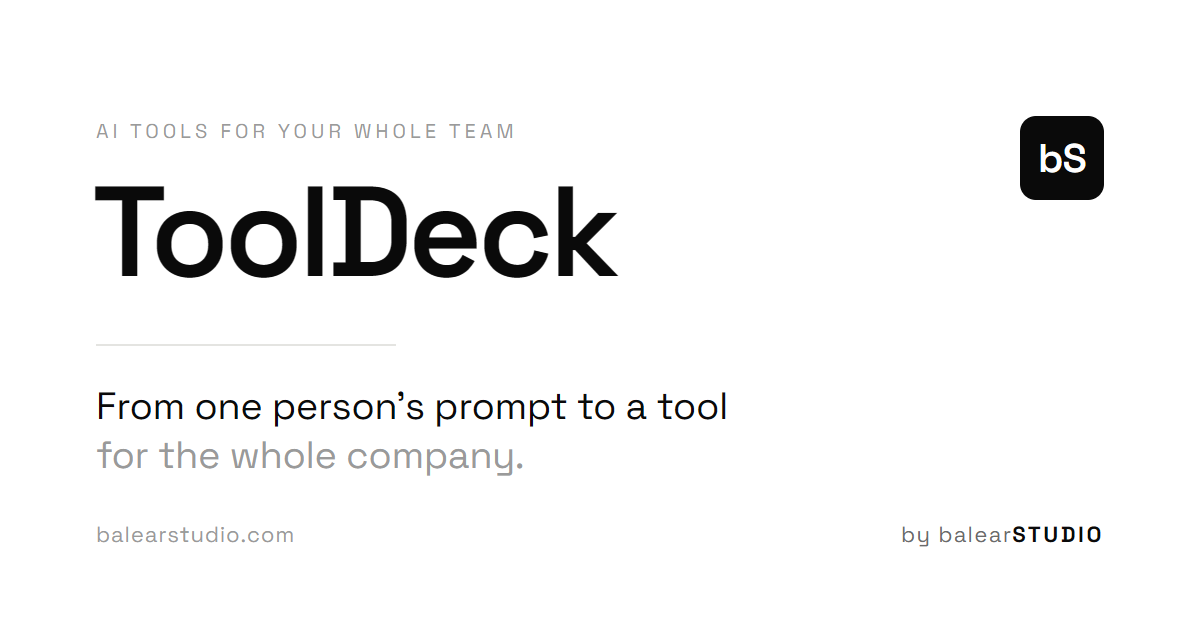 AI TOOLS FOR YOUR WHOLE TEAM
bS
ToolDeck
From one person’s prompt to a tool
for the whole company.
balearstudio.com
by balearSTUDIO